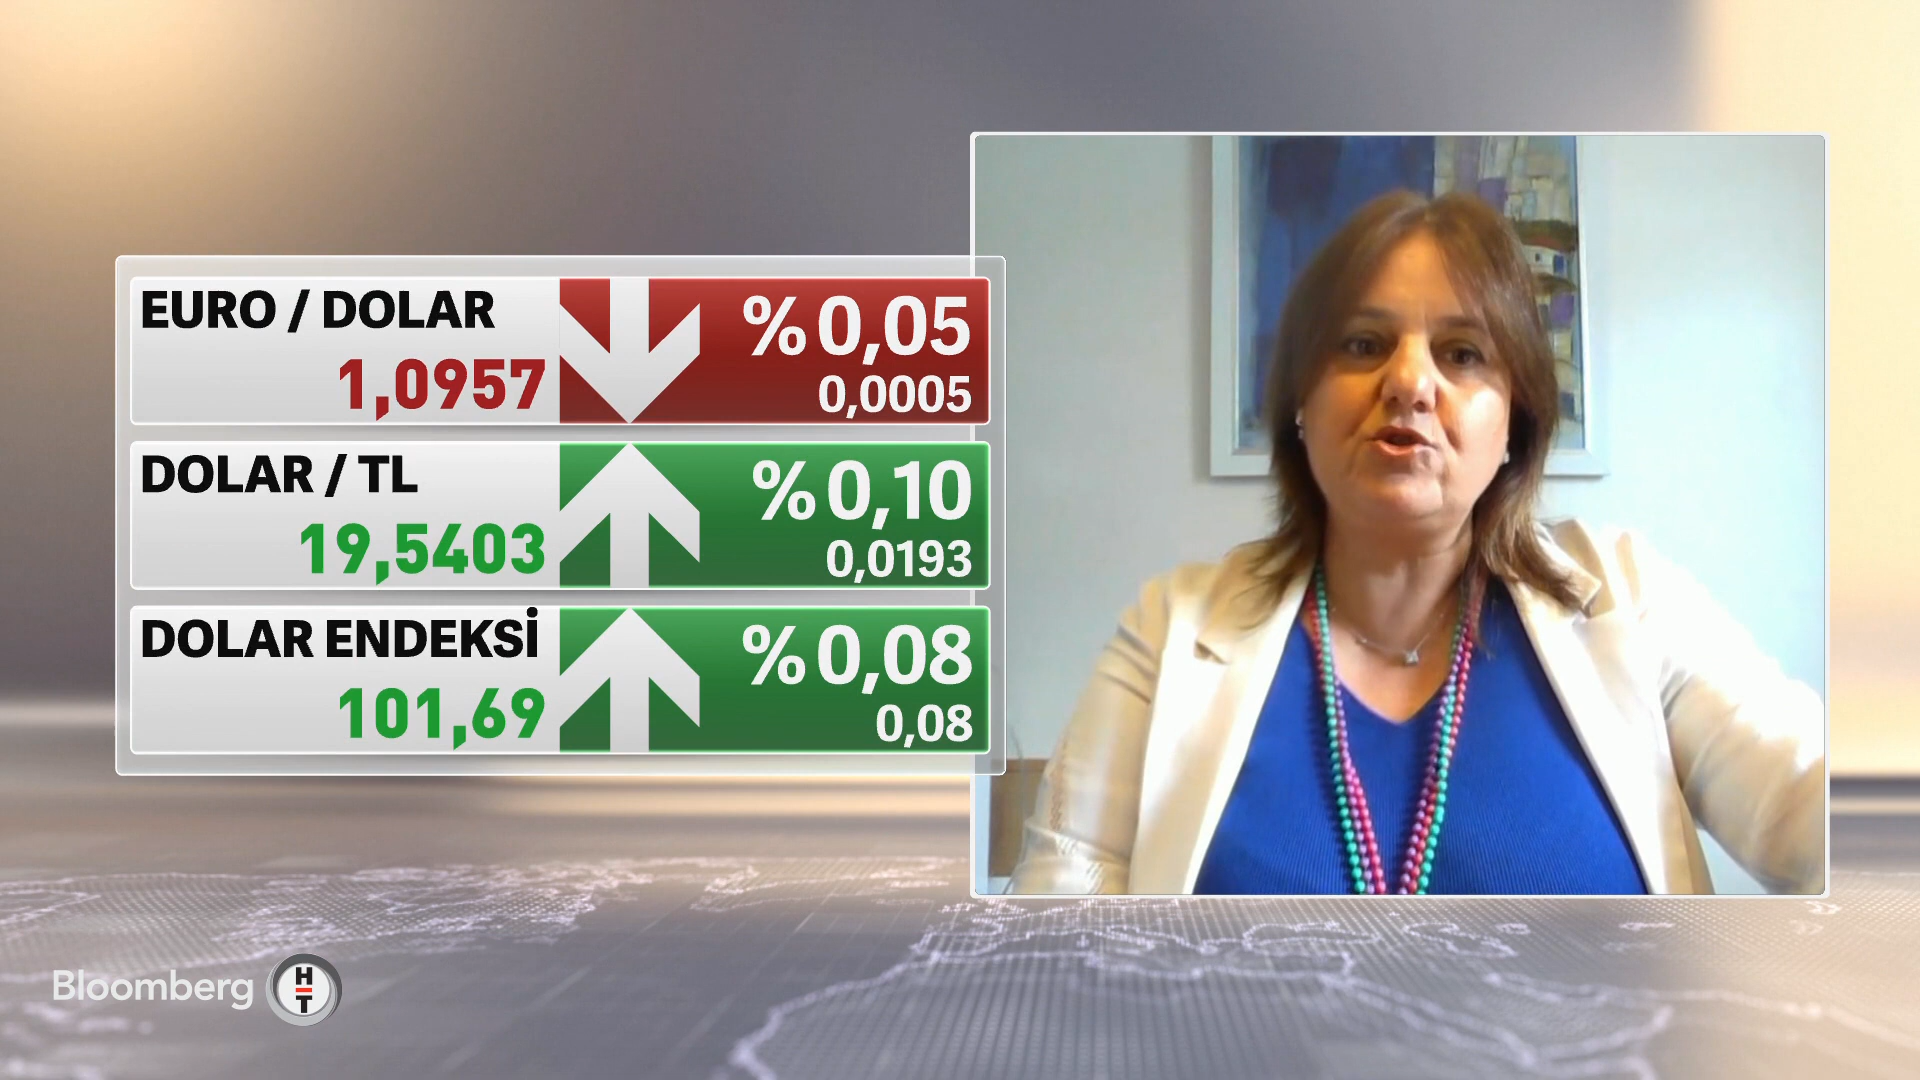 EURO / DOLAR
1,0957
%0,05
0,0005
DOLAR / TL
19,5403
%0,10
0,0193
DOLAR ENDEKSİ
101,69
%0,08
0,08
Bloomberg HT